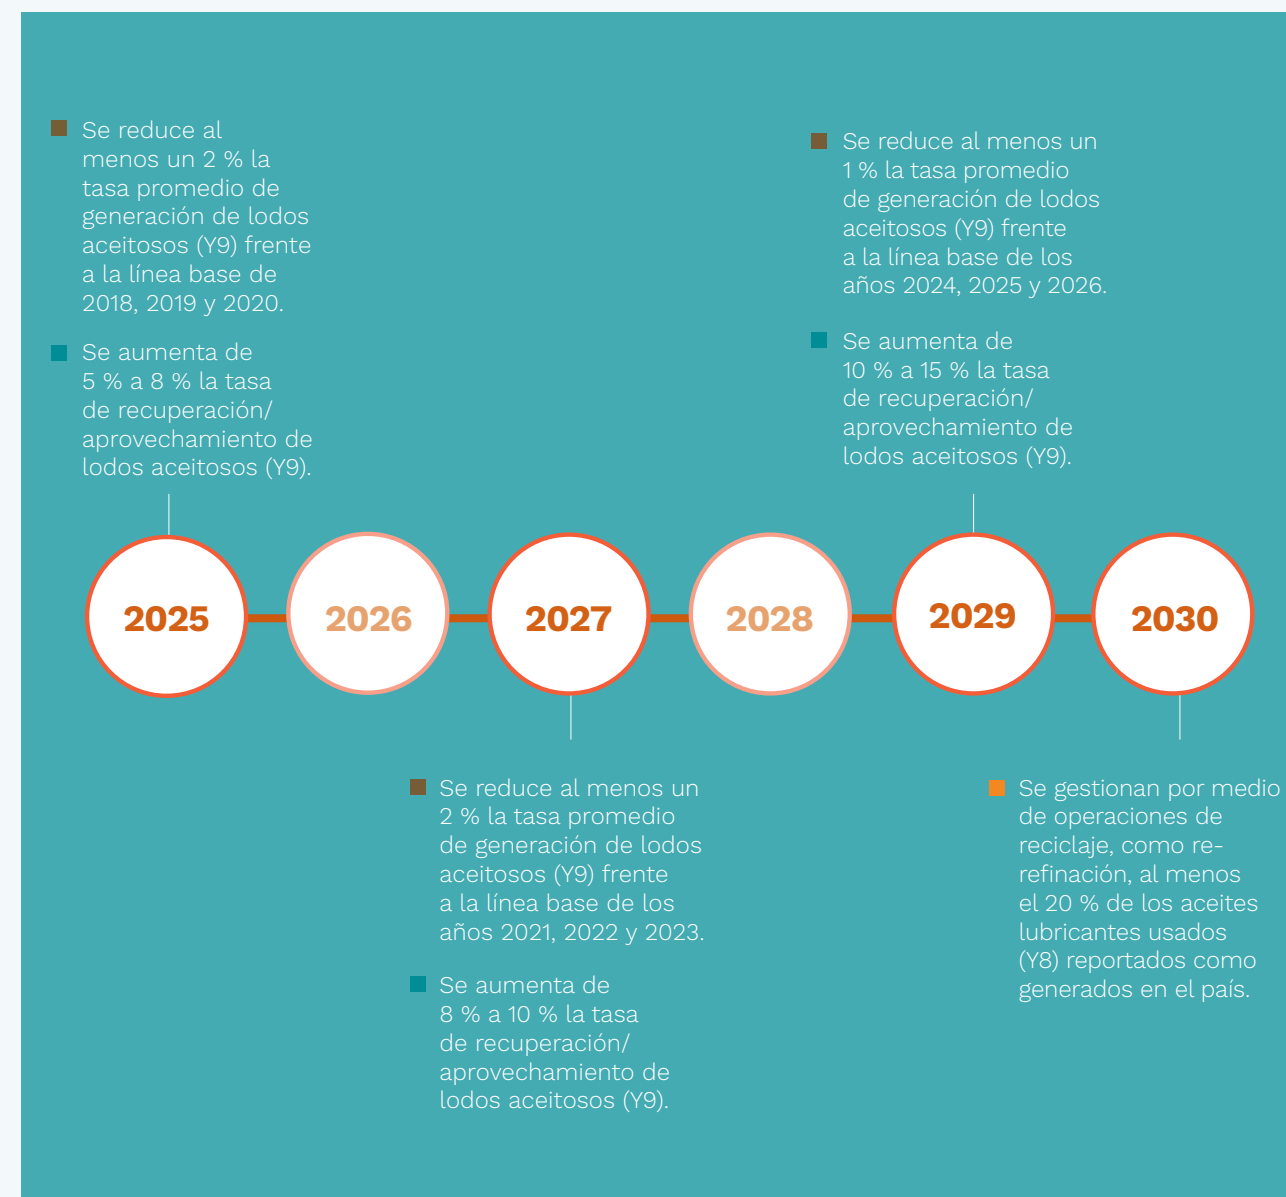 Se reduce al
menos un 2 % la
tasa promedio de
generación de lodos
aceitosos (Y9) frente
a la línea base de
2018, 2019 y 2020.
Se aumenta de
5 % a 8 % la tasa
de recuperación/
aprovechamiento de
lodos aceitosos (Y9).
Se reduce al menos un
1 % la tasa promedio
de generación de lodos
aceitosos (Y9) frente
a la línea base de los
años 2024, 2025 y 2026.
Se aumenta de
10 % a 15 % la tasa
de recuperación/
aprovechamiento de
lodos aceitosos (Y9).
2025
2026
2027
2028
2029
2030
Se reduce al menos un
2 % la tasa promedio
de generación de lodos
aceitosos (Y9) frente
a la línea base de los
años 2021, 2022 y 2023.
Se aumenta de
8 % a 10 % la tasa
de recuperación/
aprovechamiento de
lodos aceitosos (Y9).
Se gestionan por medio
de operaciones de
reciclaje, como re-
refinación, al menos
el 20 % de los aceites
lubricantes usados
(Y8) reportados como
generados en el país.